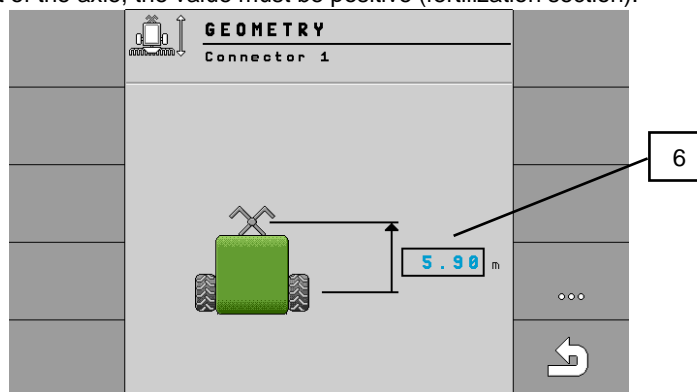 of the axle, the value must be positive (fertilization section).
GEOMETRY
Connector 1
6
5.90 m